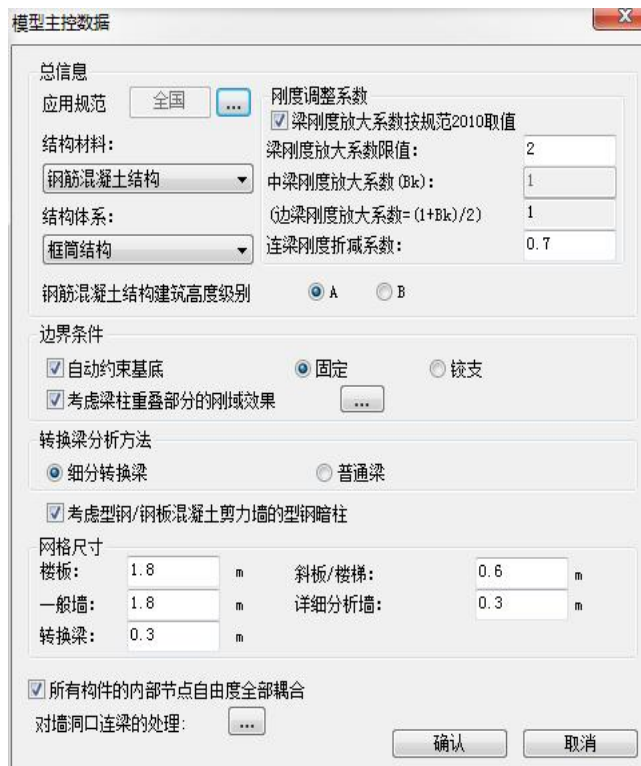 模型主控数据
总信息
应用规范 全国 ...
刚度调整系数
梁刚度放大系数按规范2010取值
结构材料:
梁刚度放大系数限值: 2
钢筋混凝土结构
中梁刚度放大系数(Bk): 1
结构体系:
(边梁刚度放大系数=(1+Bk)/2) 1
框筒结构
连梁刚度折减系数: 0.7
钢筋混凝土结构建筑高度级别 A B
边界条件
自动约束基底 固定 铰支
考虑梁柱重叠部分的刚域效果 ...
转换梁分析方法
细分转换梁 普通梁
考虑型钢/钢板混凝土剪力墙的型钢暗柱
网格尺寸
楼板: 1.8 m 斜板/楼梯: 0.6 m
一般墙: 1.8 m 详细分析墙: 0.3 m
转换梁: 0.3 m
所有构件的内部节点自由度全部耦合
对墙洞口连梁的处理: ...
确认 取消